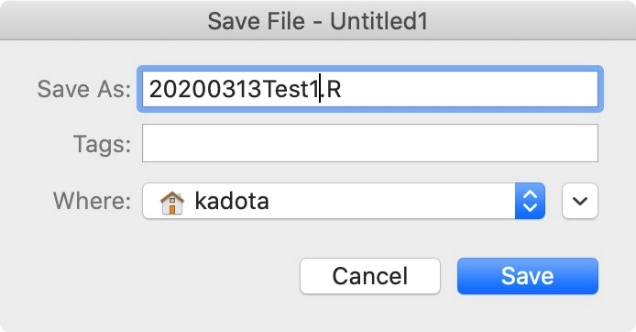 Save File - Untitled1
Save As: 20200313Test1.R
Tags:
Where: kadota
Cancel Save